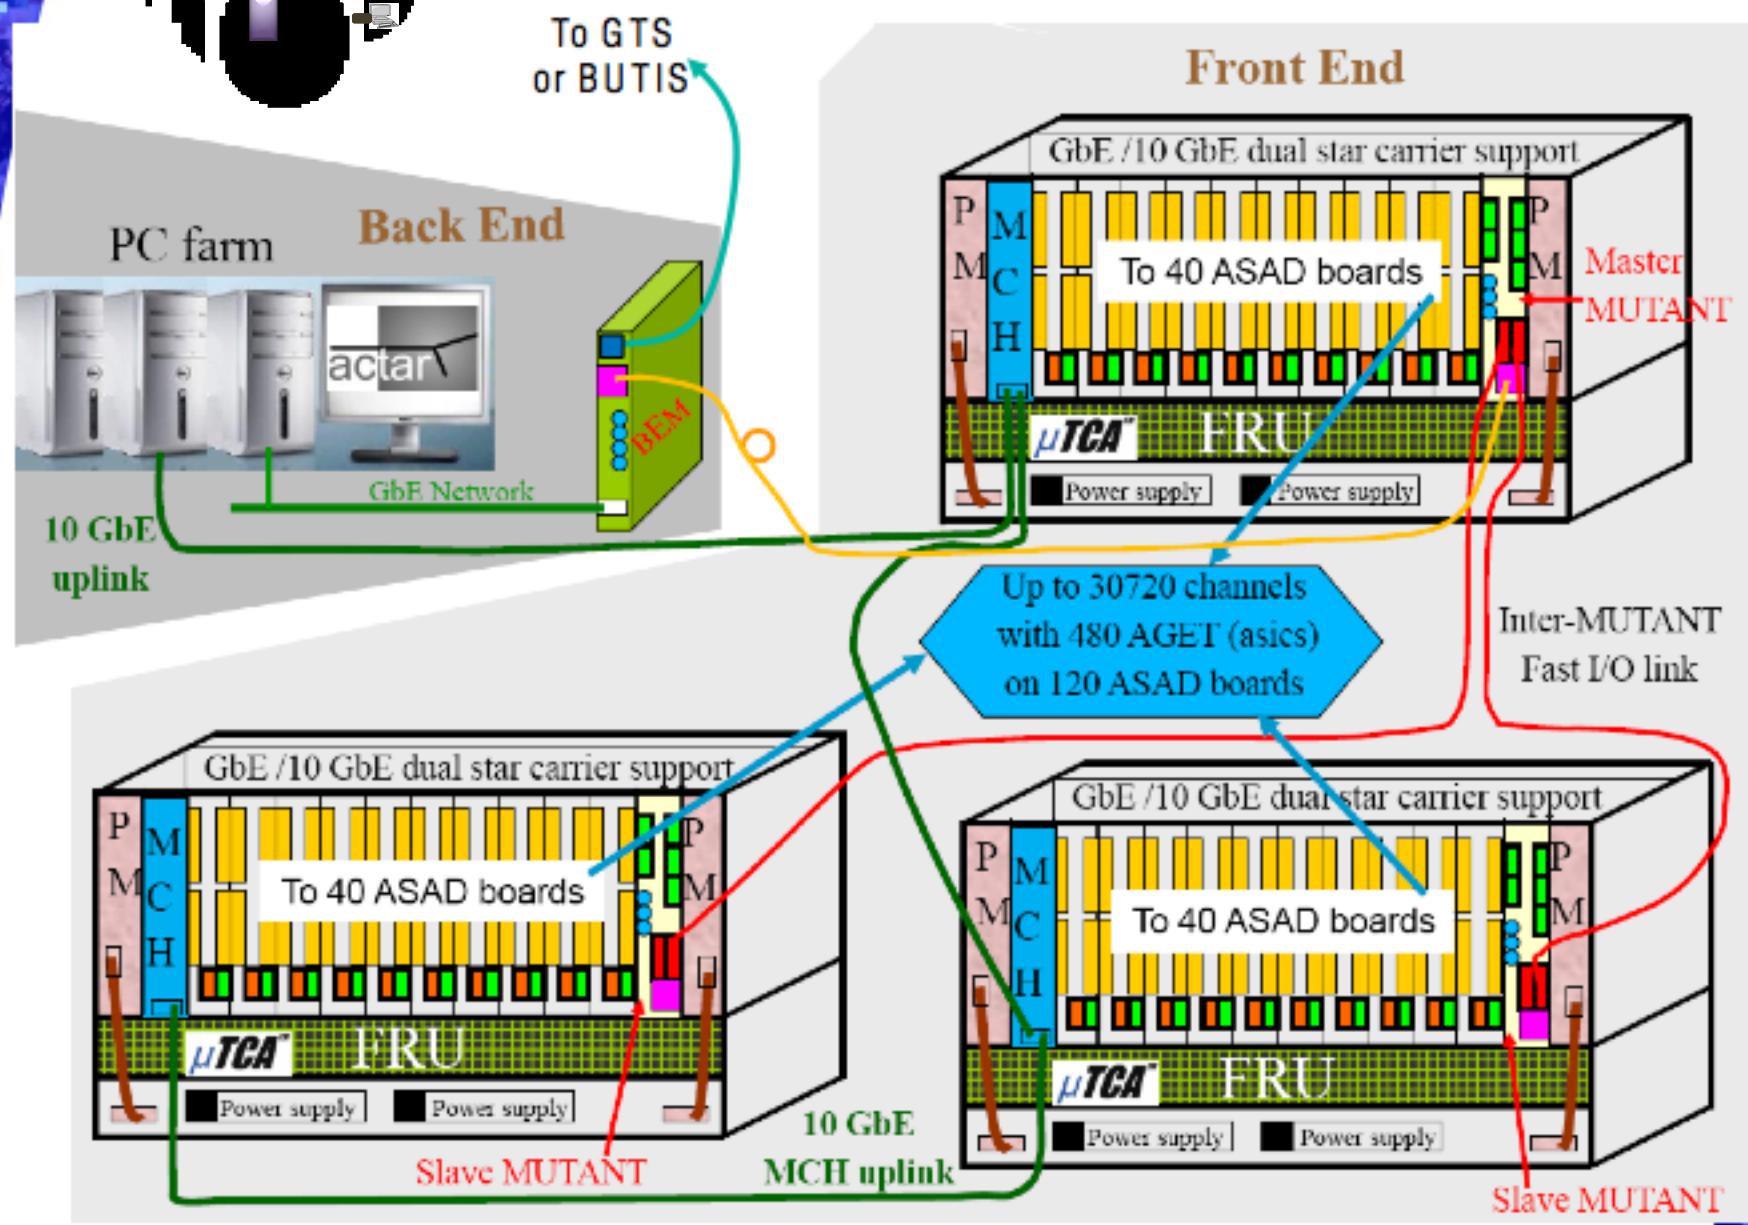 To GTS
or BUTIS
Front End
GbE /10 GbE dual star carrier support
P
M
M
C
H
To 40 ASAD boards
P
M
Master
MUTANT
µTCA™
FRU
Power supply
Power supply
PC farm
Back End
actar
BEM
GbE Network
10 GbE
uplink
Up to 30720 channels
with 480 AGET (asics)
on 120 ASAD boards
Inter-MUTANT
Fast I/O link
GbE /10 GbE dual star carrier support
P
M
M
C
H
To 40 ASAD boards
P
M
µTCA™
FRU
Power supply
Power supply
Slave MUTANT
GbE /10 GbE dual star carrier support
P
M
M
C
H
To 40 ASAD boards
P
M
µTCA™
FRU
Power supply
Power supply
10 GbE
MCH uplink
Slave MUTANT